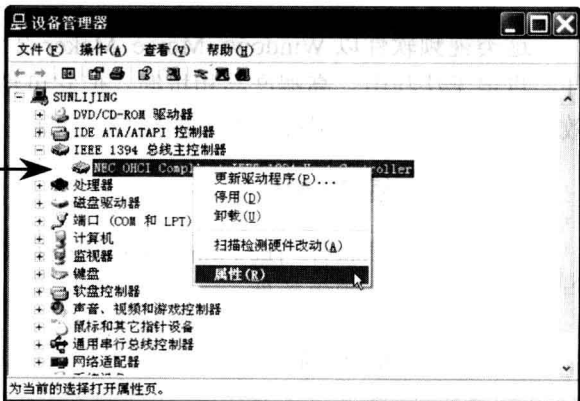 设备管理器
文件(F) 操作(A) 查看(V) 帮助(H)
SUNLIJING
DVD/CD-ROM 驱动器
IDE ATA/ATAPI 控制器
IEEE 1394 总线主控制器
NEC OHCI Compl IEEE 1394 Host Controller
更新驱动程序(P)...
处理器
停用(D)
磁盘驱动器
卸载(U)
端口 (COM 和 LPT)
计算机
扫描检测硬件改动(A)
监视器
键盘
属性(R)
软盘控制器
声音、视频和游戏控制器
鼠标和其它指针设备
通用串行总线控制器
网络适配器
为当前的选择打开属性页。